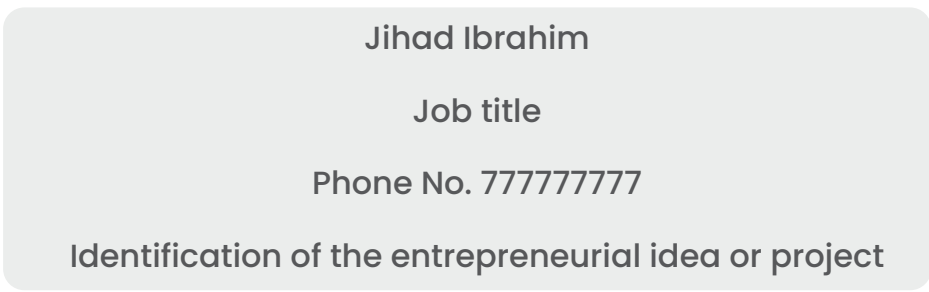 Jihad Ibrahim
Job title
Phone No. 777777777
Identification of the entrepreneurial idea or project